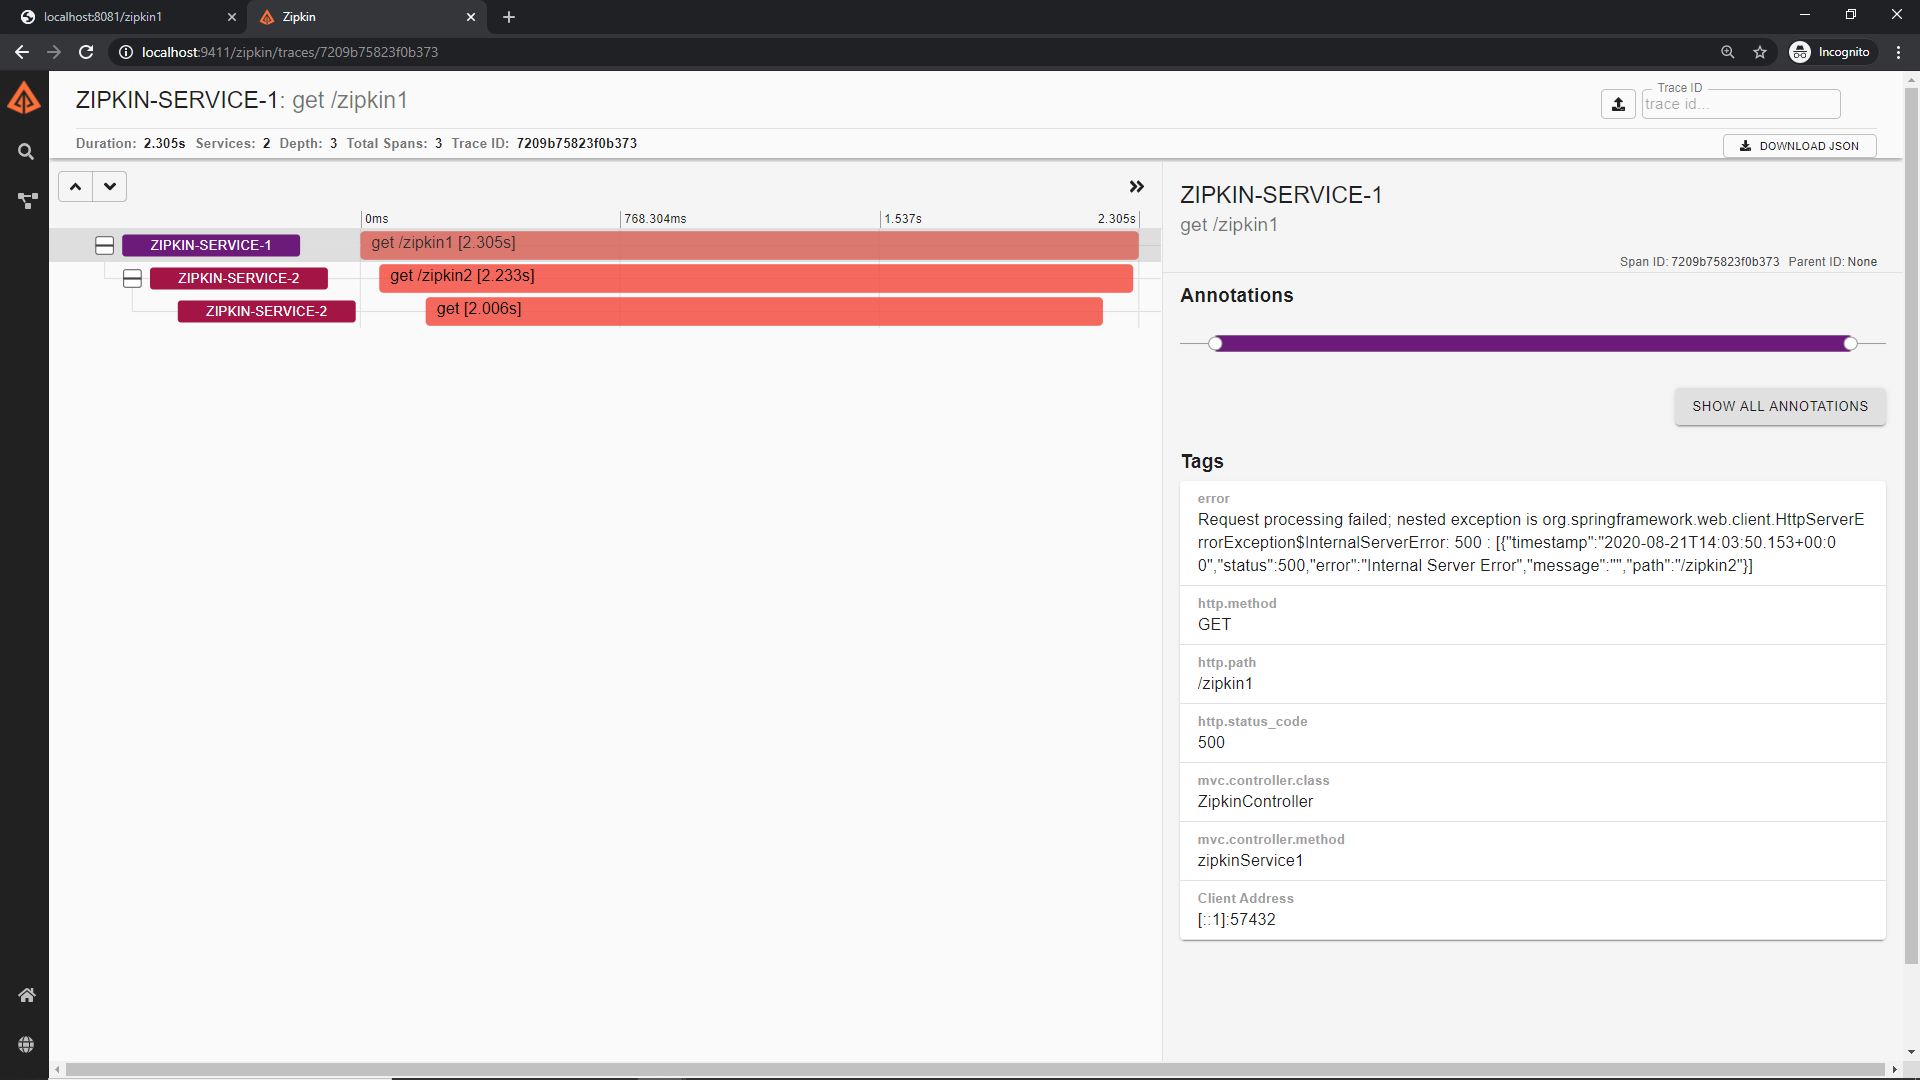 localhost:8081/zipkin1
Zipkin
localhost:9411/zipkin/traces/7209b75823f0b373
Incognito
ZIPKIN-SERVICE-1: get /zipkin1
Trace ID
trace id...
Duration: 2.305s Services: 2 Depth: 3 Total Spans: 3 Trace ID: 7209b75823f0b373
DOWNLOAD JSON
0ms 768.304ms 1.537s 2.305s
ZIPKIN-SERVICE-1 get /zipkin1 [2.305s]
ZIPKIN-SERVICE-2 get /zipkin2 [2.233s]
ZIPKIN-SERVICE-2 get [2.006s]
ZIPKIN-SERVICE-1
get /zipkin1
Span ID: 7209b75823f0b373 Parent ID: None
Annotations
SHOW ALL ANNOTATIONS
Tags
error
Request processing failed; nested exception is org.springframework.web.client.HttpServerE
rrorException$InternalServerError: 500 : [{"timestamp":"2020-08-21T14:03:50.153+00:0
0","status":500,"error":"Internal Server Error","message":"","path":"/zipkin2"}]
http.method
GET
http.path
/zipkin1
http.status_code
500
mvc.controller.class
ZipkinController
mvc.controller.method
zipkinService1
Client Address
[::1]:57432